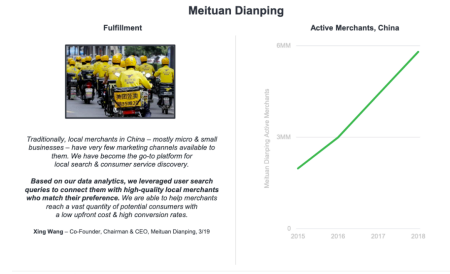 Meituan Dianping
Fulfillment
Traditionally, local merchants in China – mostly micro & small
businesses – have very few marketing channels available to
them. We have become the go-to platform for
local search & consumer service discovery.
Based on our data analytics, we leveraged user search
queries to connect them with high-quality local merchants
who match their preference. We are able to help merchants
reach a vast quantity of potential consumers with
a low upfront cost & high conversion rates.
Xing Wang – Co-Founder, Chairman & CEO, Meituan Dianping, 3/19
Active Merchants, China
Meituan Dianping Active Merchants
6MM
3MM
0
2015 2016 2017 2018